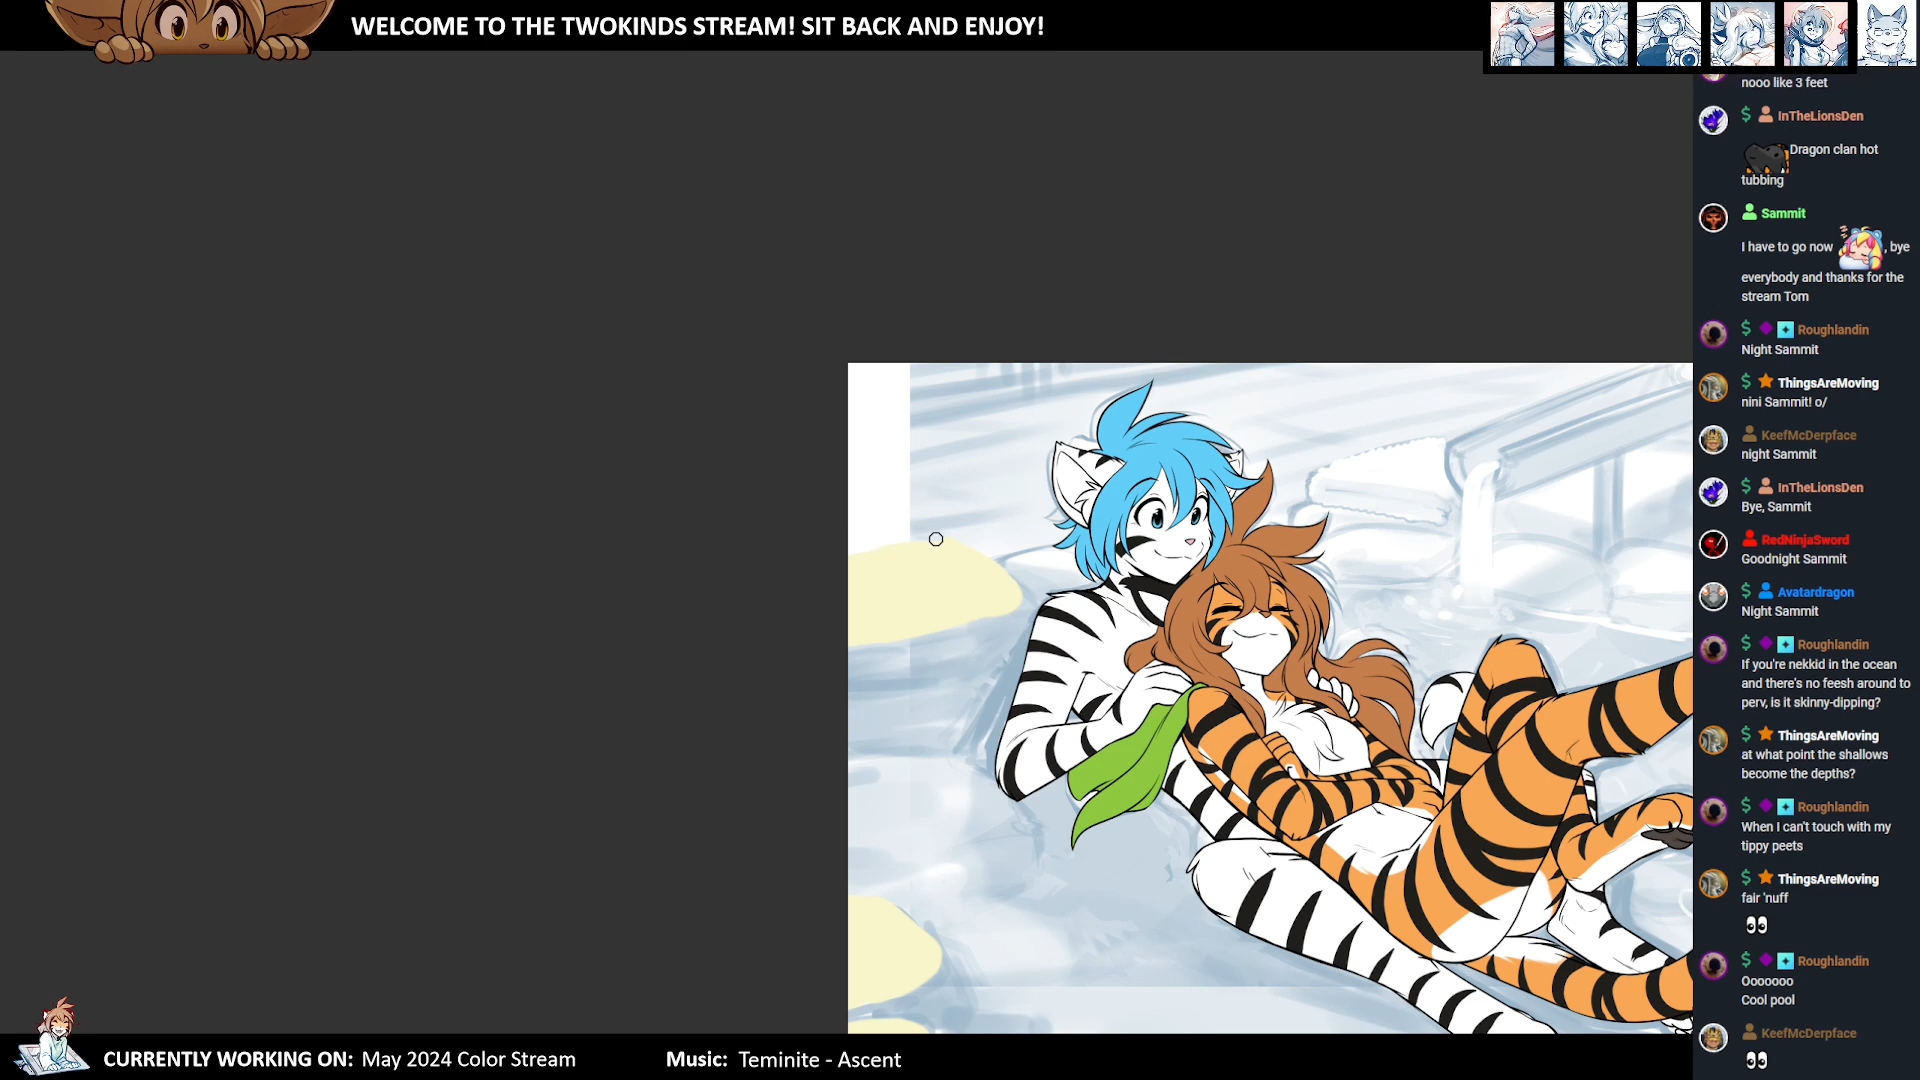 WELCOME TO THE TWOKINDS STREAM! SIT BACK AND ENJOY!
nooo like 3 feet
InTheLionsDen
Dragon clan hot
tubbing
Sammit
I have to go now , bye
everybody and thanks for the
stream Tom
Roughlandin
Night Sammit
ThingsAreMoving
nini Sammit! o/
KeefMcDerpface
night Sammit
InTheLionsDen
Bye, Sammit
RedNinjaSword
Goodnight Sammit
Avatardragon
Night Sammit
Roughlandin
If you're nekkid in the ocean
and there's no feesh around to
perv, is it skinny-dipping?
ThingsAreMoving
at what point the shallows
become the depths?
Roughlandin
When I can't touch with my
tippy peets
ThingsAreMoving
fair 'nuff
Roughlandin
Ooooooo
Cool pool
KeefMcDerpface
CURRENTLY WORKING ON: May 2024 Color Stream
Music: Teminite - Ascent